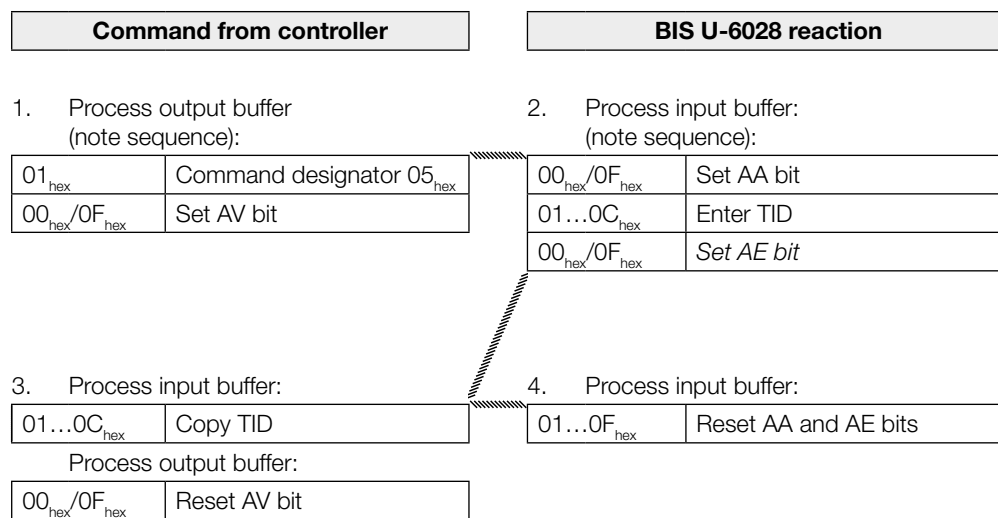 Command from controller
BIS U-6028 reaction
1. Process output buffer
(note sequence):
01hex Command designator 05hex
00hex/0Fhex Set AV bit
2. Process input buffer:
(note sequence):
00hex/0Fhex Set AA bit
01...0Chex Enter TID
00hex/0Fhex Set AE bit
3. Process input buffer:
01...0Chex Copy TID
Process output buffer:
00hex/0Fhex Reset AV bit
4. Process input buffer:
01...0Fhex Reset AA and AE bits